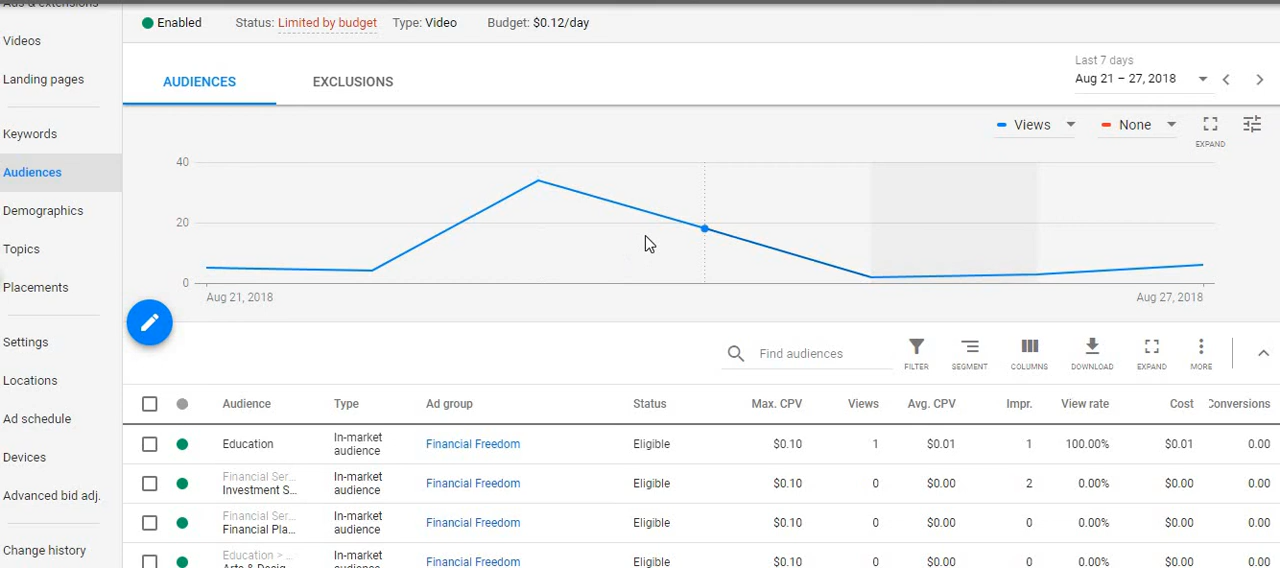 Ads & extensions
Enabled Status: Limited by budget Type: Video Budget: $0.12/day
Videos
Landing pages
Keywords
Audiences
Demographics
Topics
Placements
Settings
Locations
Ad schedule
Devices
Advanced bid adj.
Change history
AUDIENCES EXCLUSIONS
Last 7 days
Aug 21 – 27, 2018
Views None
EXPAND
40
20
0
Aug 21, 2018 Aug 27, 2018
Find audiences
FILTER SEGMENT COLUMNS DOWNLOAD EXPAND MORE
Audience Type Ad group Status Max. CPV Views Avg. CPV Impr. View rate Cost Conversions
Education In-market audience Financial Freedom Eligible $0.10 1 $0.01 1 100.00% $0.01 0.00
Financial Ser...
Investment S... In-market audience Financial Freedom Eligible $0.10 0 $0.00 2 0.00% $0.00 0.00
Financial Ser...
Financial Pla... In-market audience Financial Freedom Eligible $0.10 0 $0.00 0 0.00% $0.00 0.00
Education > ...
Arts & Desig... In-market audience Financial Freedom Eligible $0.10 0 $0.00 0 0.00% $0.00 0.00